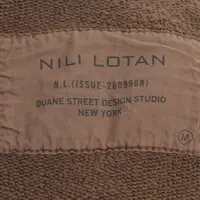 NILI LOTAN
N.L.(ISSUE-2609868)
DUANE STREET DESIGN STUDIO
NEW YORK
M